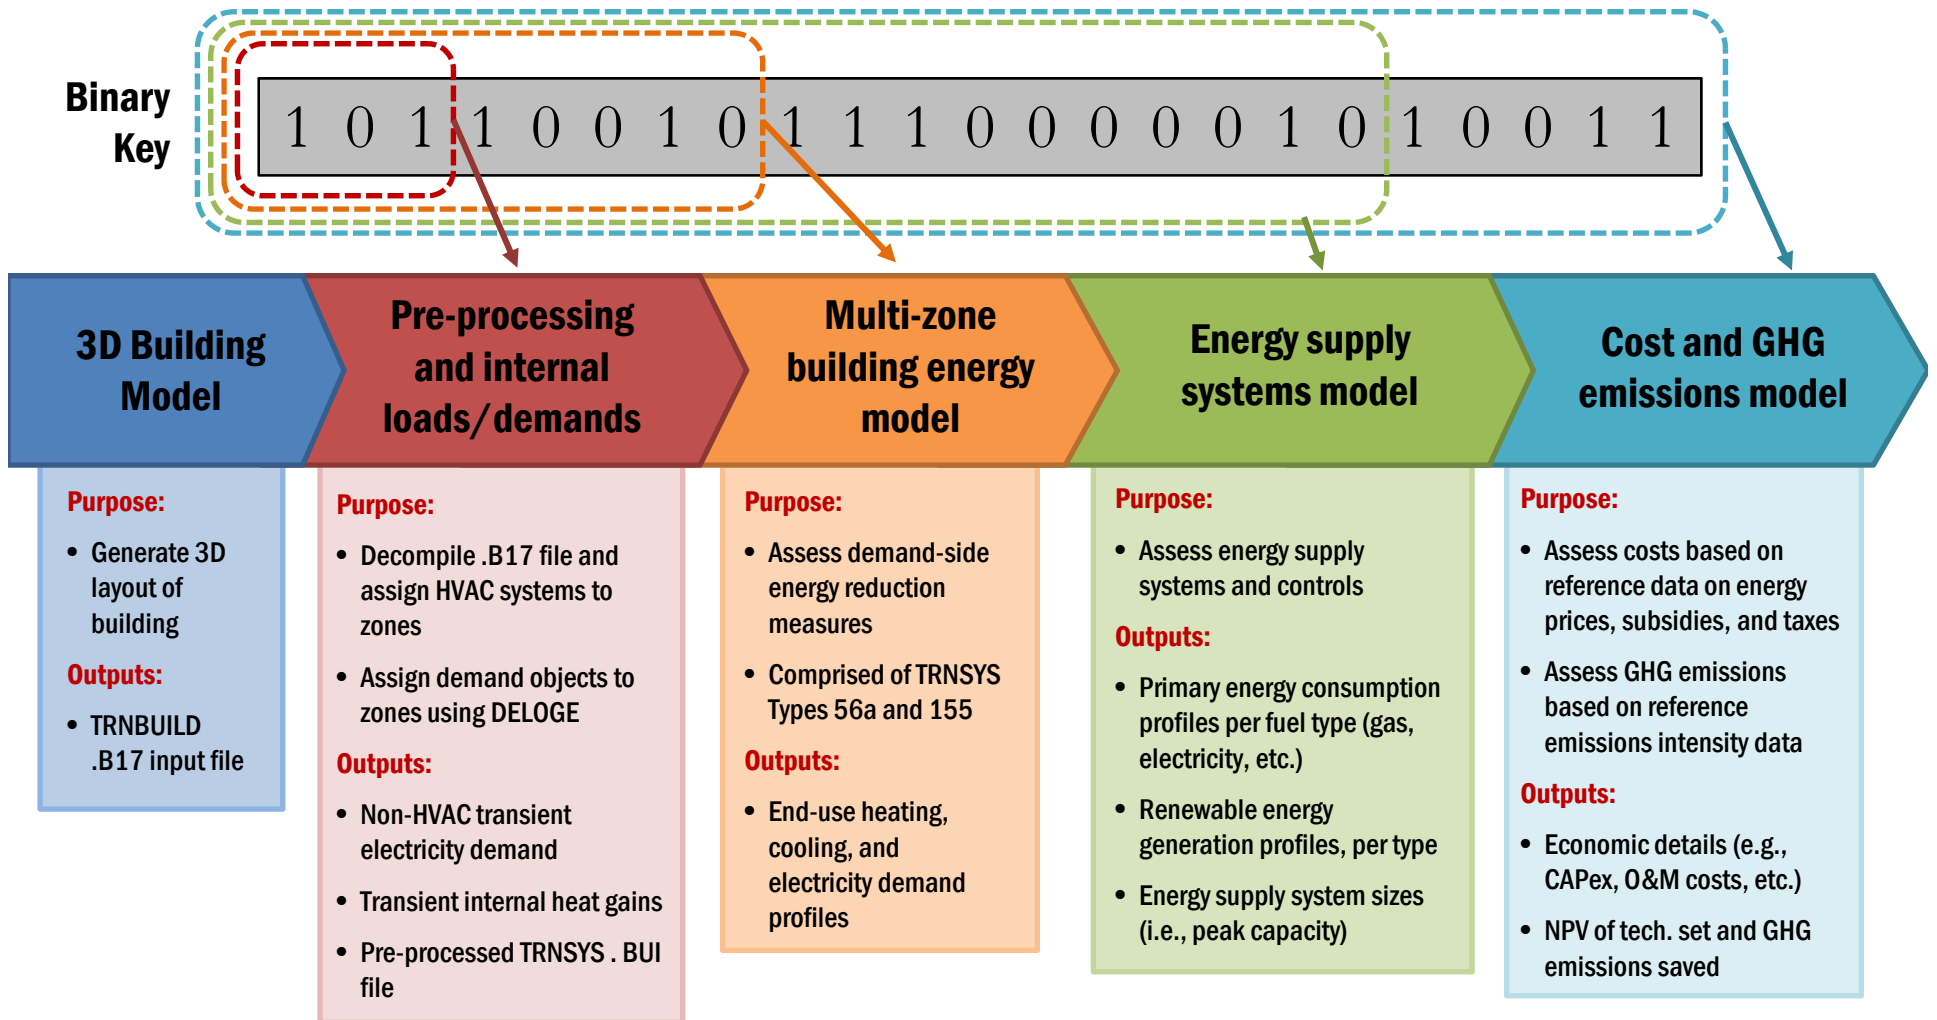 Binary
Key
1 0 1 1 0 0 1 0 1 1 1 0 0 0 0 0 1 0 1 0 0 1 1
3D Building
Model
Pre-processing
and internal
loads/demands
Multi-zone
building energy
model
Energy supply
systems model
Cost and GHG
emissions model
Purpose:
• Generate 3D
layout of
building
Outputs:
• TRNBUILD
.B17 input file
Purpose:
• Decompile .B17 file and
assign HVAC systems to
zones
• Assign demand objects to
zones using DELOGE
Outputs:
• Non-HVAC transient
electricity demand
• Transient internal heat gains
• Pre-processed TRNSYS . BUI
file
Purpose:
• Assess demand-side
energy reduction
measures
• Comprised of TRNSYS
Types 56a and 155
Outputs:
• End-use heating,
cooling, and
electricity demand
profiles
Purpose:
• Assess energy supply
systems and controls
Outputs:
• Primary energy consumption
profiles per fuel type (gas,
electricity, etc.)
• Renewable energy
generation profiles, per type
• Energy supply system sizes
(i.e., peak capacity)
Purpose:
• Assess costs based on
reference data on energy
prices, subsidies, and taxes
• Assess GHG emissions
based on reference
emissions intensity data
Outputs:
• Economic details (e.g.,
CAPex, O&M costs, etc.)
• NPV of tech. set and GHG
emissions saved